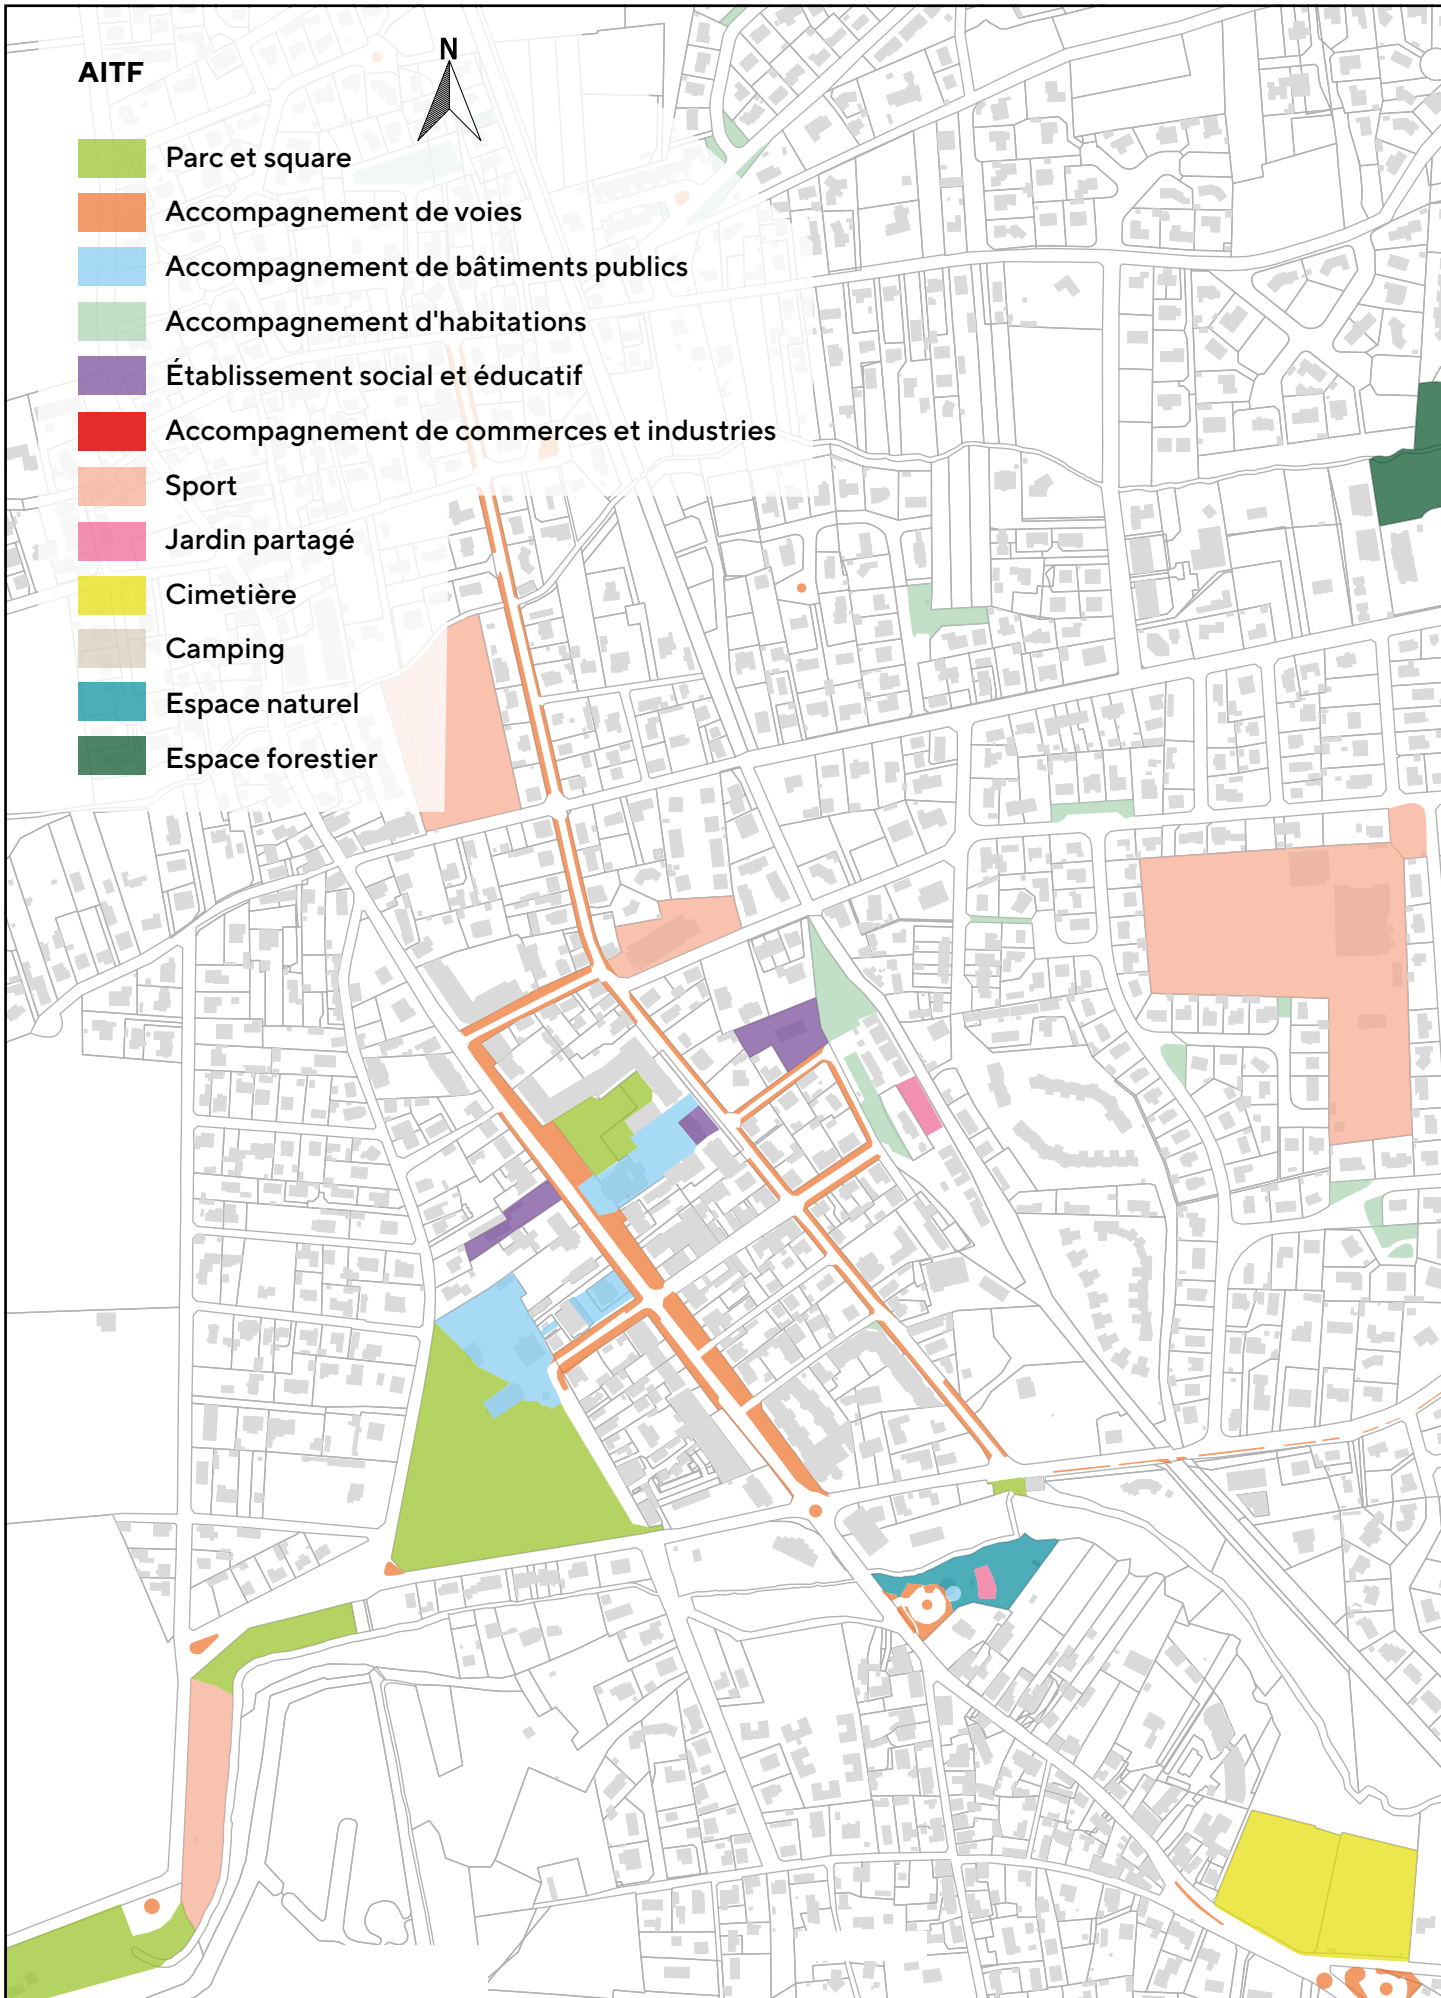 N
AITF
Parc et square
Accompagnement de voies
Accompagnement de bâtiments publics
Accompagnement d'habitations
Établissement social et éducatif
Accompagnement de commerces et industries
Sport
Jardin partagé
Cimetière
Camping
Espace naturel
Espace forestier